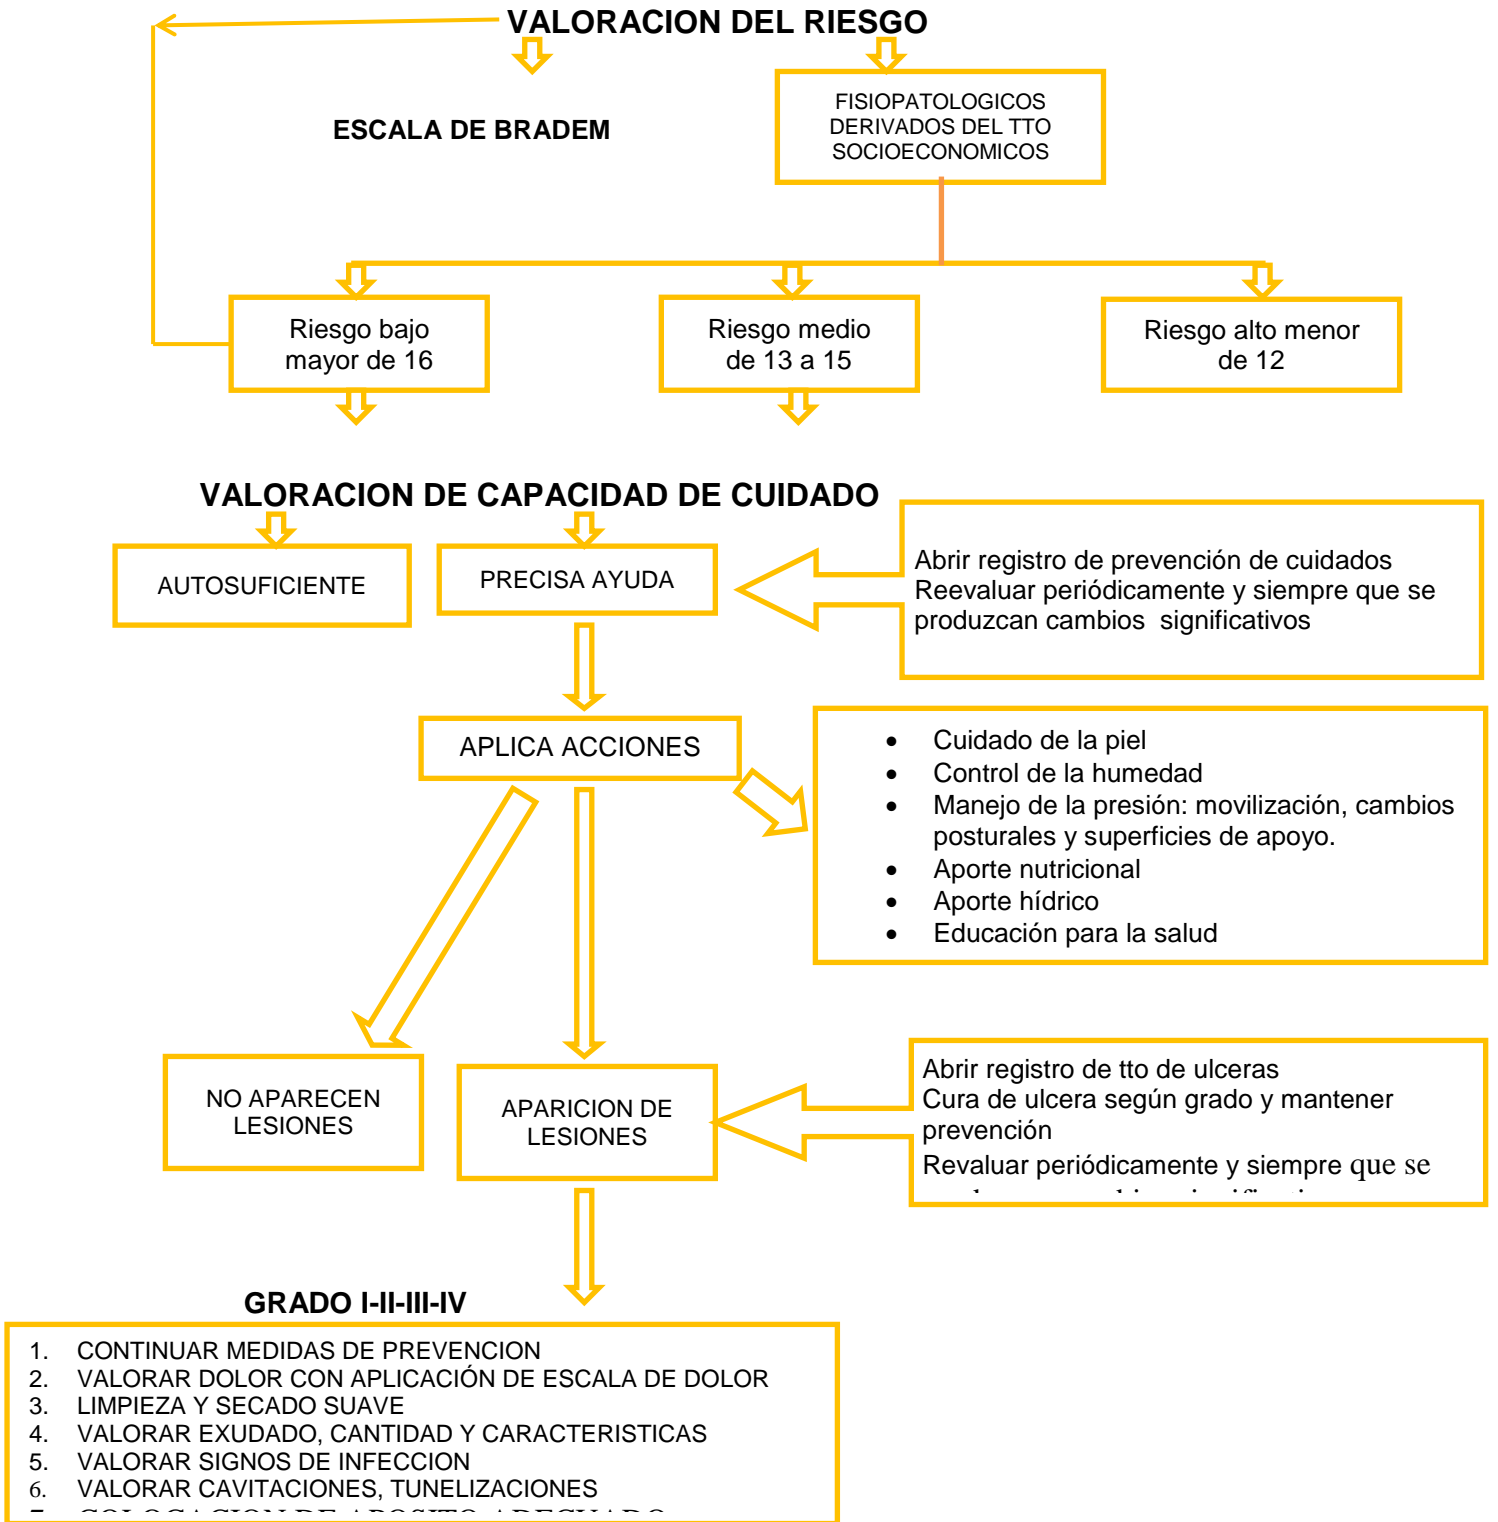 VALORACION DEL RIESGO
ESCALA DE BRADEM
FISIOPATOLOGICOS
DERIVADOS DEL TTO
SOCIOECONOMICOS
Riesgo bajo
mayor de 16
Riesgo medio
de 13 a 15
Riesgo alto menor
de 12
VALORACION DE CAPACIDAD DE CUIDADO
AUTOSUFICIENTE
PRECISA AYUDA
Abrir registro de prevención de cuidados
Reevaluar periódicamente y siempre que se
produzcan cambios significativos
APLICA ACCIONES
• Cuidado de la piel
• Control de la humedad
• Manejo de la presión: movilización, cambios
posturales y superficies de apoyo.
• Aporte nutricional
• Aporte hídrico
• Educación para la salud
NO APARECEN
LESIONES
APARICION DE
LESIONES
Abrir registro de tto de ulceras
Cura de ulcera según grado y mantener
prevención
Revaluar periódicamente y siempre que se
GRADO I-II-III-IV
1. CONTINUAR MEDIDAS DE PREVENCION
2. VALORAR DOLOR CON APLICACIÓN DE ESCALA DE DOLOR
3. LIMPIEZA Y SECADO SUAVE
4. VALORAR EXUDADO, CANTIDAD Y CARACTERISTICAS
5. VALORAR SIGNOS DE INFECCION
6. VALORAR CAVITACIONES, TUNELIZACIONES
7. COLOCACION DE APOSITO ADECUADO